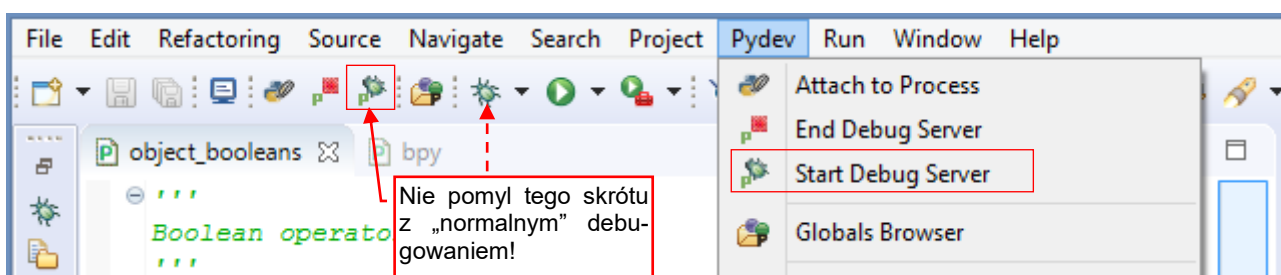 File Edit Refactoring Source Navigate Search Project Pydev Run Window Help
Attach to Process
End Debug Server
Start Debug Server
Globals Browser
object_booleans bpy
'''
Boolean operato
'''
Nie pomyl tego skrótu
z „normalnym” debu-
gowaniem!